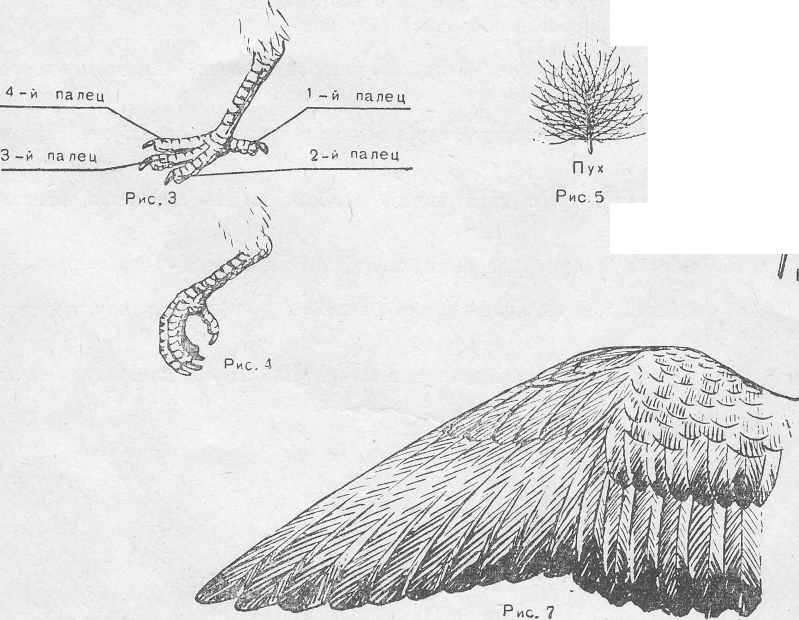 4-й палец
1-й палец
3-й палец
2-й палец
Рис. 3
Пух
Рис. 5
Рис. 4
Рис. 7